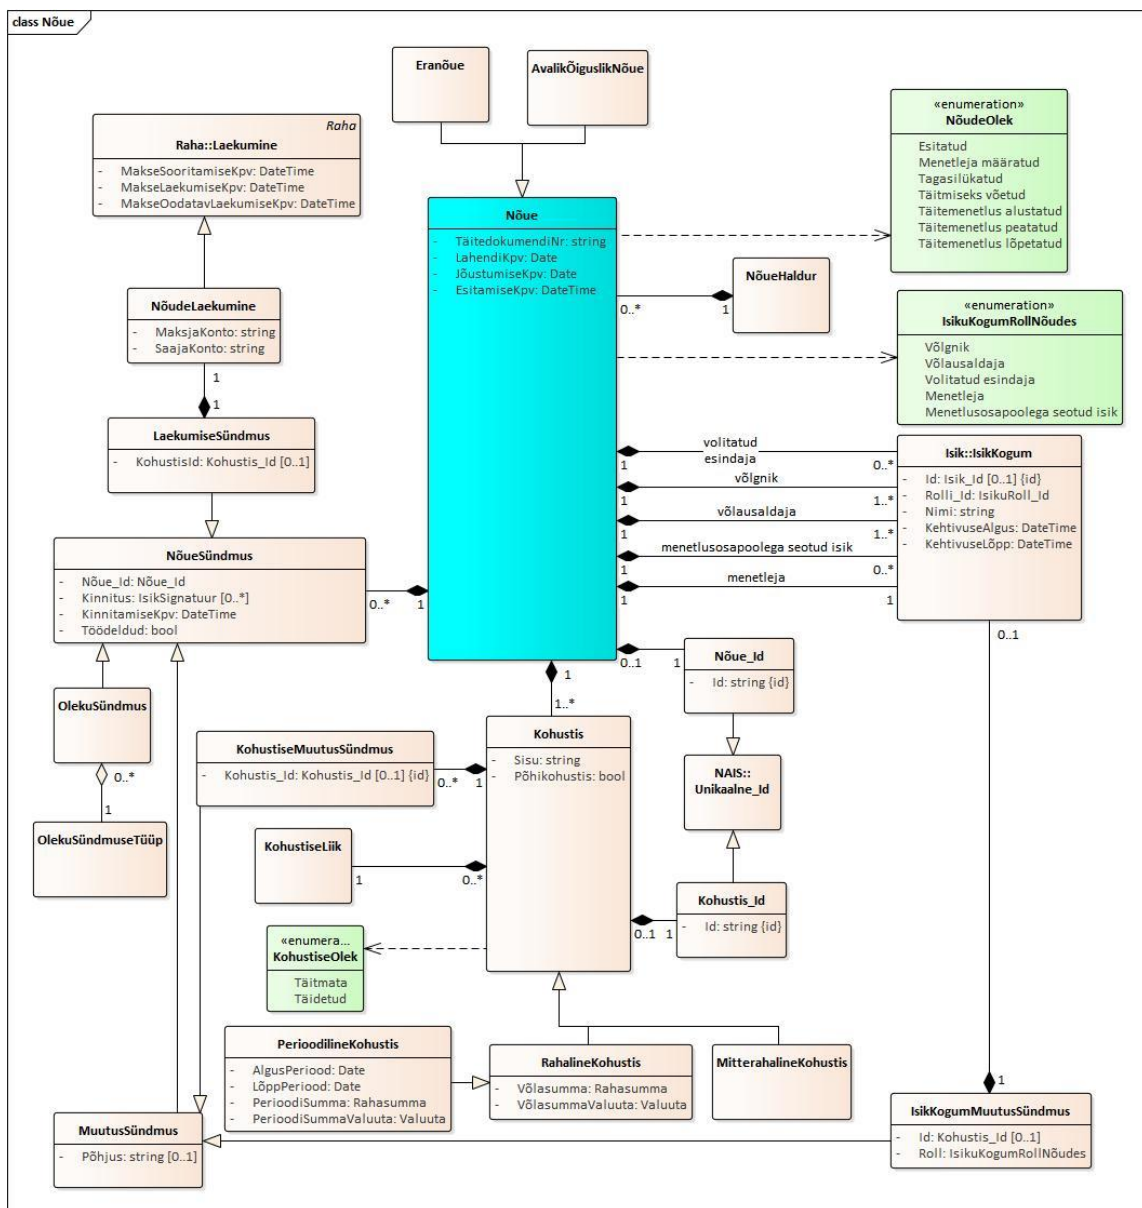 class Nõue
Eranõue
AvalikÕiguslikNõue
«enumeration»
NõudeOlek
Esitatud
Menetleja määratud
Tagasilükatud
Täitmiseks võetud
Täitemenetlus alustatud
Täitemenetlus peatatud
Täitemenetlus lõpetatud
Raha
Raha::Laekumine
- MakseSooritamiseKpv: DateTime
- MakseLaekumiseKpv: DateTime
- MakseOodatavLaekumiseKpv: DateTime
Nõue
- TäitedokumendiNr: string
- LahendiKpv: Date
- JõustumiseKpv: Date
- EsitamiseKpv: DateTime
NõueHaldur
0..*
1
NõudeLaekumine
- MaksjaKonto: string
- SaajaKonto: string
1
1
«enumeration»
IsikuKogumRollNõudes
Võlgnik
Võlausaldaja
Volitatud esindaja
Menetleja
Menetlusosapoolega seotud isik
LaekumiseSündmus
- KohustisId: Kohustis_Id [0..1]
volitatud
esindaja
1
0..*
võlgnik
1
1..*
võlausaldaja
1
1..*
menetlusosapoolega seotud isik
1
0..*
menetleja
1
1
Isik::IsikKogum
- Id: Isik_Id [0..1] {id}
- Rolli_Id: IsikuRoll_Id
- Nimi: string
- KehtivuseAlgus: DateTime
- KehtivuseLõpp: DateTime
0..1
NõueSündmus
- Nõue_Id: Nõue_Id
- Kinnitus: IsikSignatuur [0..*]
- KinnitamiseKpv: DateTime
- Töödeldud: bool
0..*
1
0..1
1
Nõue_Id
- Id: string {id}
1
1..*
OlekuSündmus
0..*
1
OlekuSündmuseTüüp
KohustiseMuutusSündmus
- Kohustis_Id: Kohustis_Id [0..1] {id}
0..*
1
Kohustis
- Sisu: string
- Põhikohustis: bool
NAIS::
Unikaalne_Id
KohustiseLiik
1
0..*
Kohustis_Id
- Id: string {id}
0..1
1
«enumera...
KohustiseOlek
Täitmata
Täidetud
PerioodilineKohustis
- AlgusPeriood: Date
- LõppPeriood: Date
- PerioodiSumma: Rahasumma
- PerioodiSummaValuuta: Valuuta
RahalineKohustis
- Võlasumma: Rahasumma
- VõlasummaValuuta: Valuuta
MitterahalineKohustis
1
MuutusSündmus
- Põhjus: string [0..1]
IsikKogumMuutusSündmus
- Id: Kohustis_Id [0..1]
- Roll: IsikuKogumRollNõudes